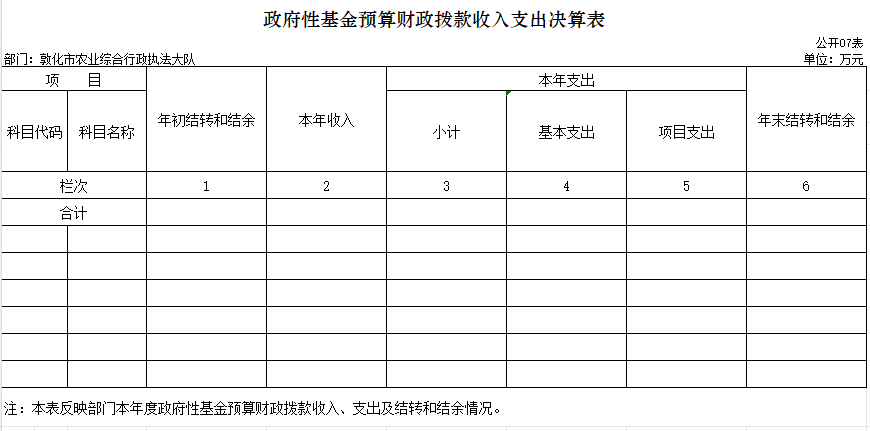 政府性基金预算财政拨款收入支出决算表
公开07表
部门：敦化市农业综合行政执法大队 单位：万元
项 目 年初结转和结余 本年收入 本年支出 年末结转和结余
科目代码 科目名称 小计 基本支出 项目支出
栏次 1 2 3 4 5 6
合计
注：本表反映部门本年度政府性基金预算财政拨款收入、支出及结转和结余情况。